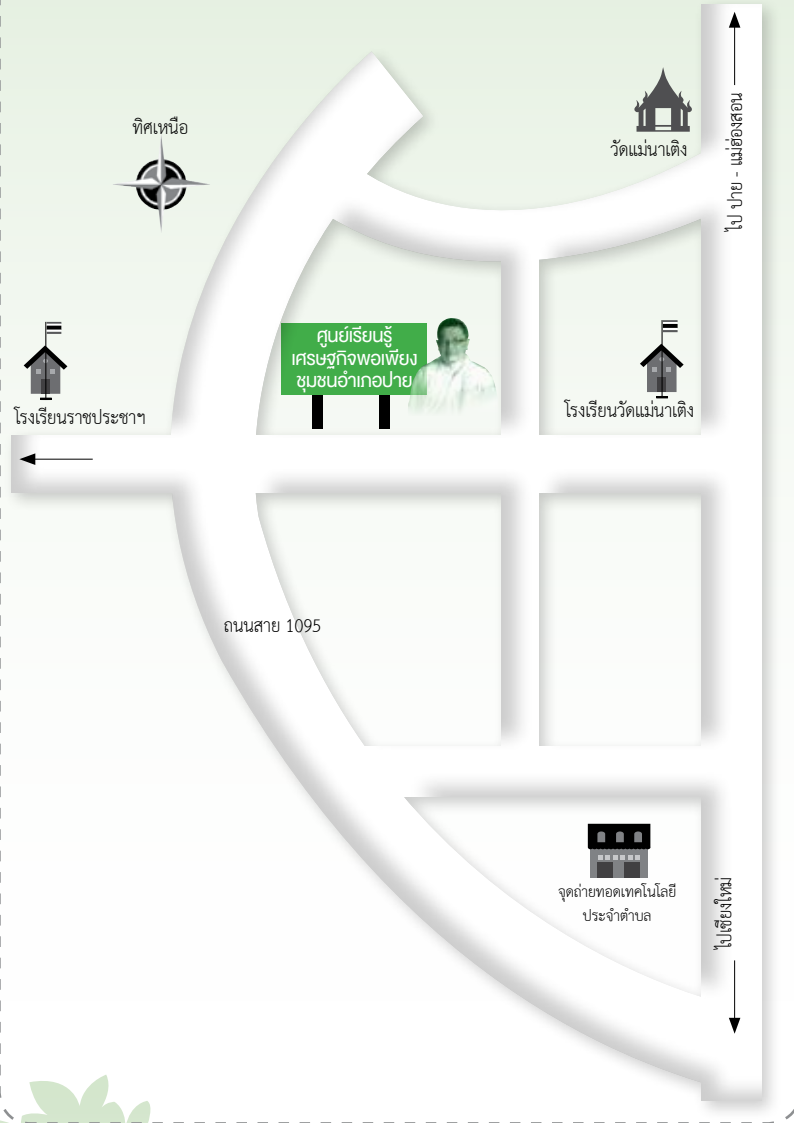 ทิศเหนือ
วัดแม่นาเติง
ไป ปาย - แม่ฮ่องสอน
ศูนย์เรียนรู้
เศรษฐกิจพอเพียง
ชุมชนอำเภอปาย
โรงเรียนราชประชาฯ
โรงเรียนวัดแม่นาเติง
ถนนสาย 1095
จุดถ่ายทอดเทคโนโลยี
ประจำตำบล
ไปเชียงใหม่